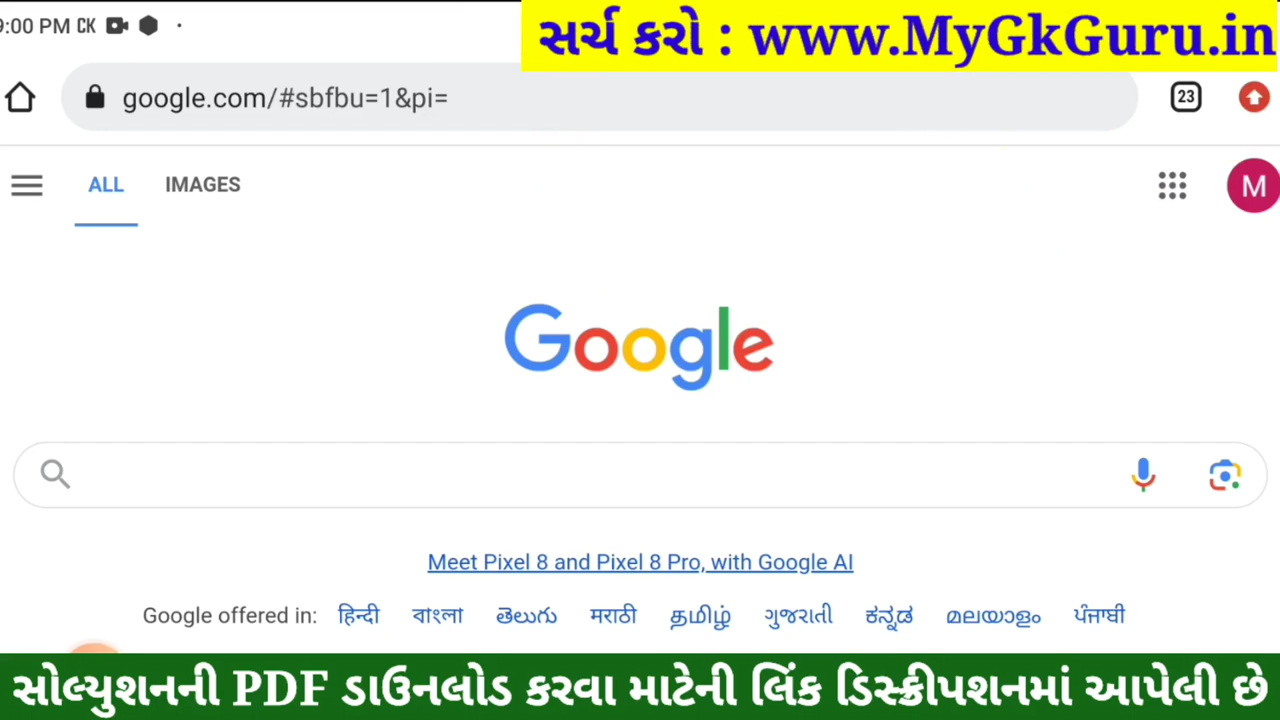 9:00 PM CK
સર્ચ કરો : www.MyGkGuru.in
google.com/#sbfbu=1&pi=
23
ALL IMAGES
M
Google
Meet Pixel 8 and Pixel 8 Pro, with Google AI
Google offered in: हिन्दी বাংলা తెలుగు मराठी தமிழ் ગુજરાતી ಕನ್ನಡ മലയാളം ਪੰਜਾਬੀ
સોલ્યુશનની PDF ડાઉનલોડ કરવા માટેની લિંક ડિસ્ક્રીપશનમાં આપેલી છે